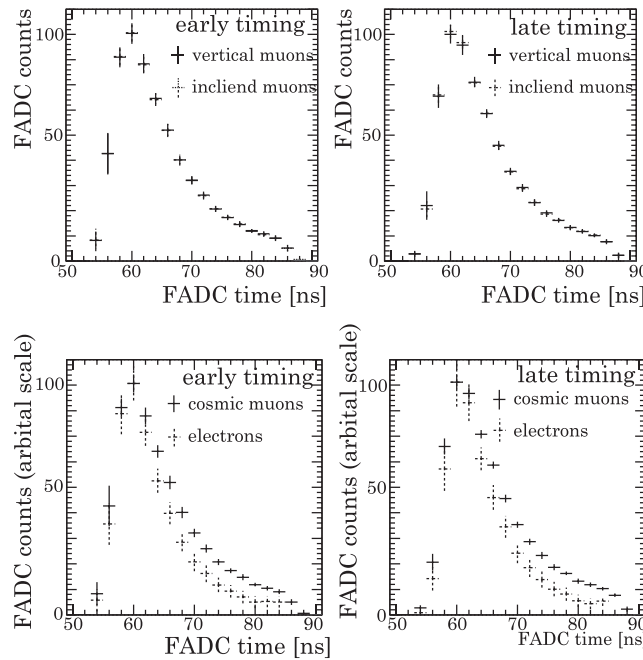 early timing
vertical muons
incliend muons
FADC counts
100
50
0
50 60 70 80 90
FADC time [ns]
late timing
vertical muons
incliend muons
FADC counts
100
50
0
50 60 70 80 90
FADC time [ns]
early timing
cosmic muons
electrons
FADC counts (arbital scale)
100
50
0
50 60 70 80 90
FADC time [ns]
late timing
cosmic muons
electrons
FADC counts (arbital scale)
100
50
0
50 60 70 80 90
FADC time [ns]